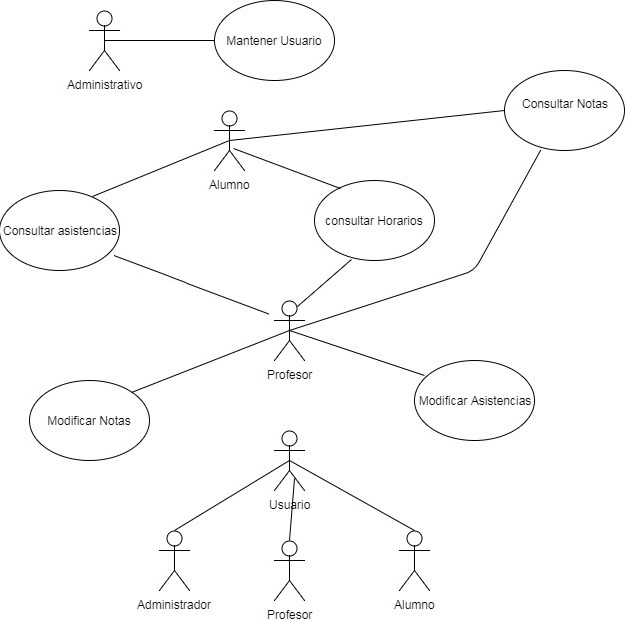 Mantener Usuario
Administrativo
Consultar Notas
Alumno
Consultar asistencias
consultar Horarios
Profesor
Modificar Notas
Modificar Asistencias
Usuario
Administrador
Profesor
Alumno